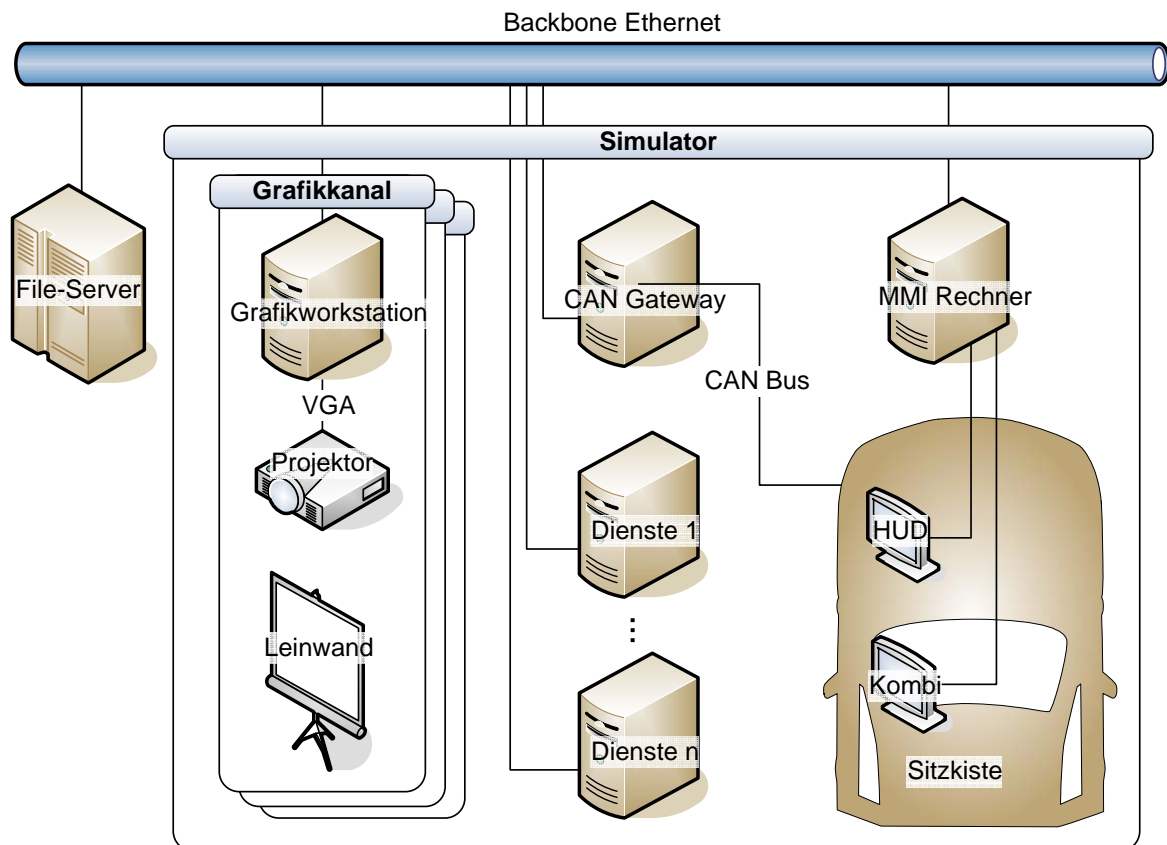 Backbone Ethernet
Simulator
Grafikkanal
File-Server
Grafikworkstation
CAN Gateway
MMI Rechner
VGA
CAN Bus
Projektor
Dienste 1
HUD
Leinwand
...
Kombi
Dienste n
Sitzkiste